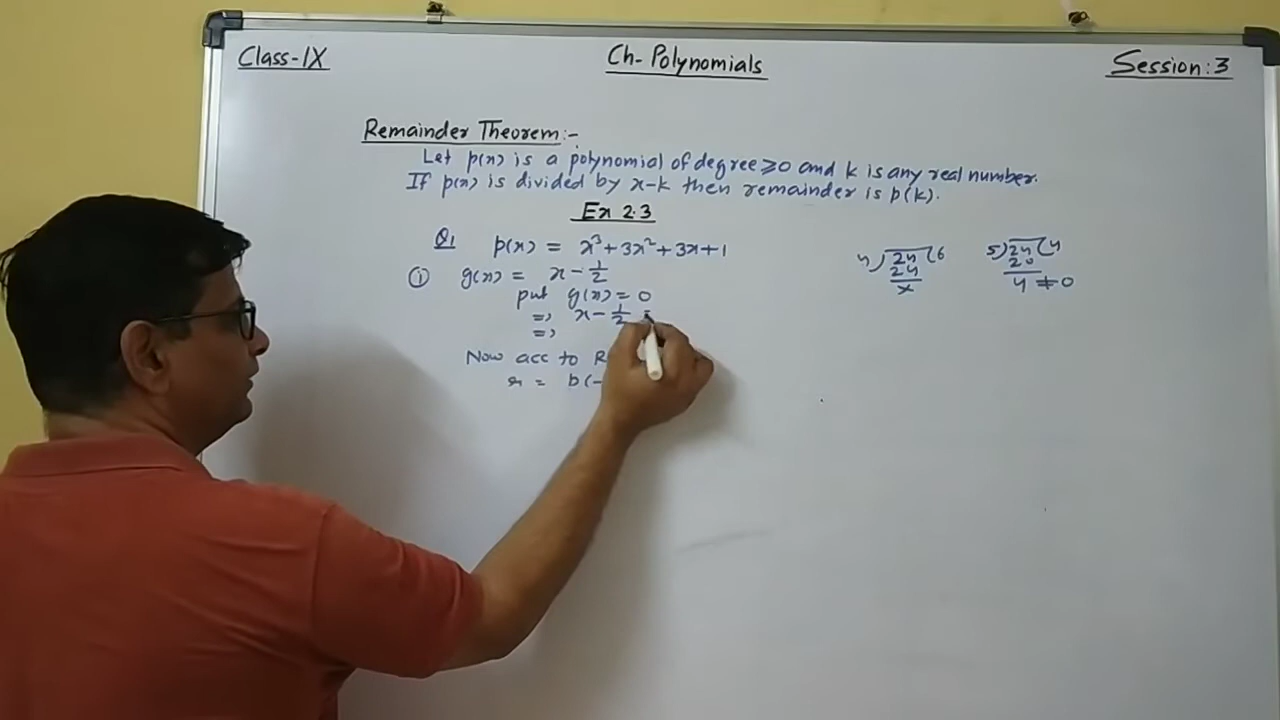 Class-IX
Ch- Polynomials
Session: 3
Remainder Theorem:-
Let p(x) is a polynomial of degree ≥ 0 and k is any real number.
If p(x) is divided by x-k then remainder is p(k).
Ex 2.3
Q1 p(x) = x³+3x²+3x+1
① g(x) = x - 1/2
put g(x) = 0
=> x - 1/2 =
=>
Now acc to R
r = p(-
4) 24 (6
24
x
5) 24 (4
20
4 ≠ 0